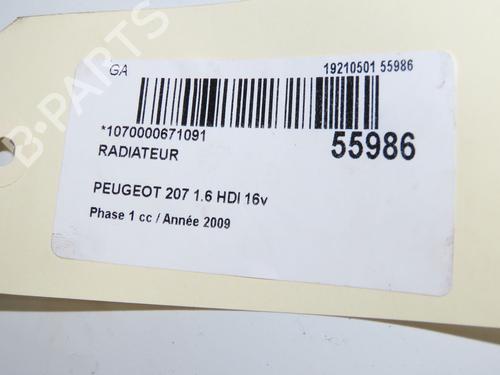 GA 19210501 55986
*1070000671091 55986
RADIATEUR
PEUGEOT 207 1.6 HDI 16v
Phase 1 cc / Année 2009
B-PARTS